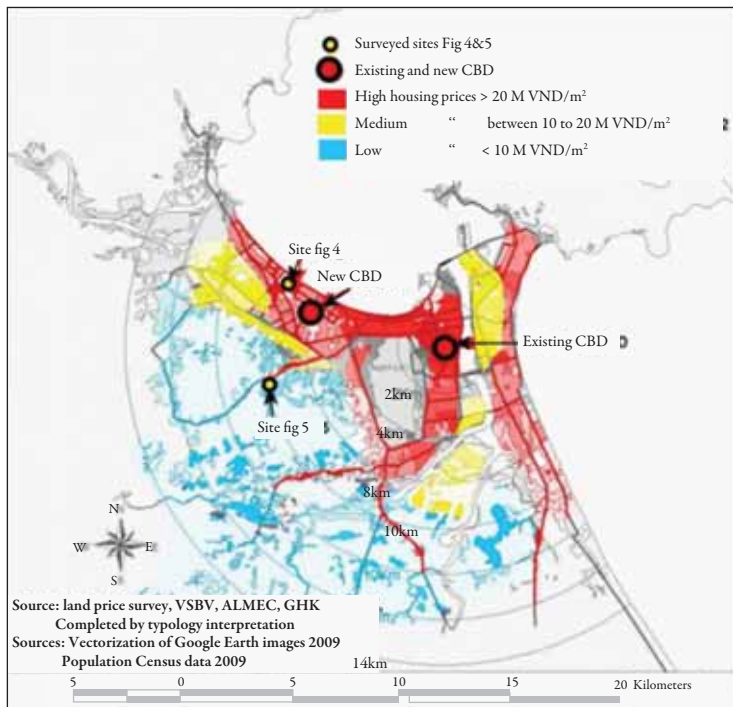 Surveyed sites Fig 4&5
Existing and new CBD
High housing prices > 20 M VND/m²
Medium “ between 10 to 20 M VND/m²
Low “ < 10 M VND/m²
Site fig 4
New CBD
Existing CBD
2km
Site fig 5
4km
8km
N
10km
W E
S
Source: land price survey, VSBV, ALMEC, GHK
Completed by typology interpretation
Sources: Vectorization of Google Earth images 2009
Population Census data 2009
14km
5 0 5 10 15 20 Kilometers